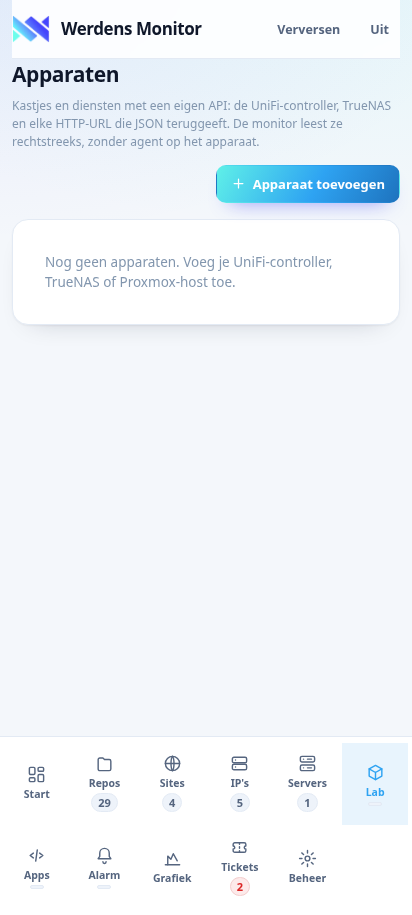 Werdens Monitor
Verversen
Uit
Apparaten
Kastjes en diensten met een eigen API: de UniFi-controller, TrueNAS
en elke HTTP-URL die JSON teruggeeft. De monitor leest ze
rechtstreeks, zonder agent op het apparaat.
+ Apparaat toevoegen
Nog geen apparaten. Voeg je UniFi-controller,
TrueNAS of Proxmox-host toe.
Start
Repos
29
Sites
4
IP's
5
Servers
1
Lab
Apps
Alarm
Grafiek
Tickets
2
Beheer